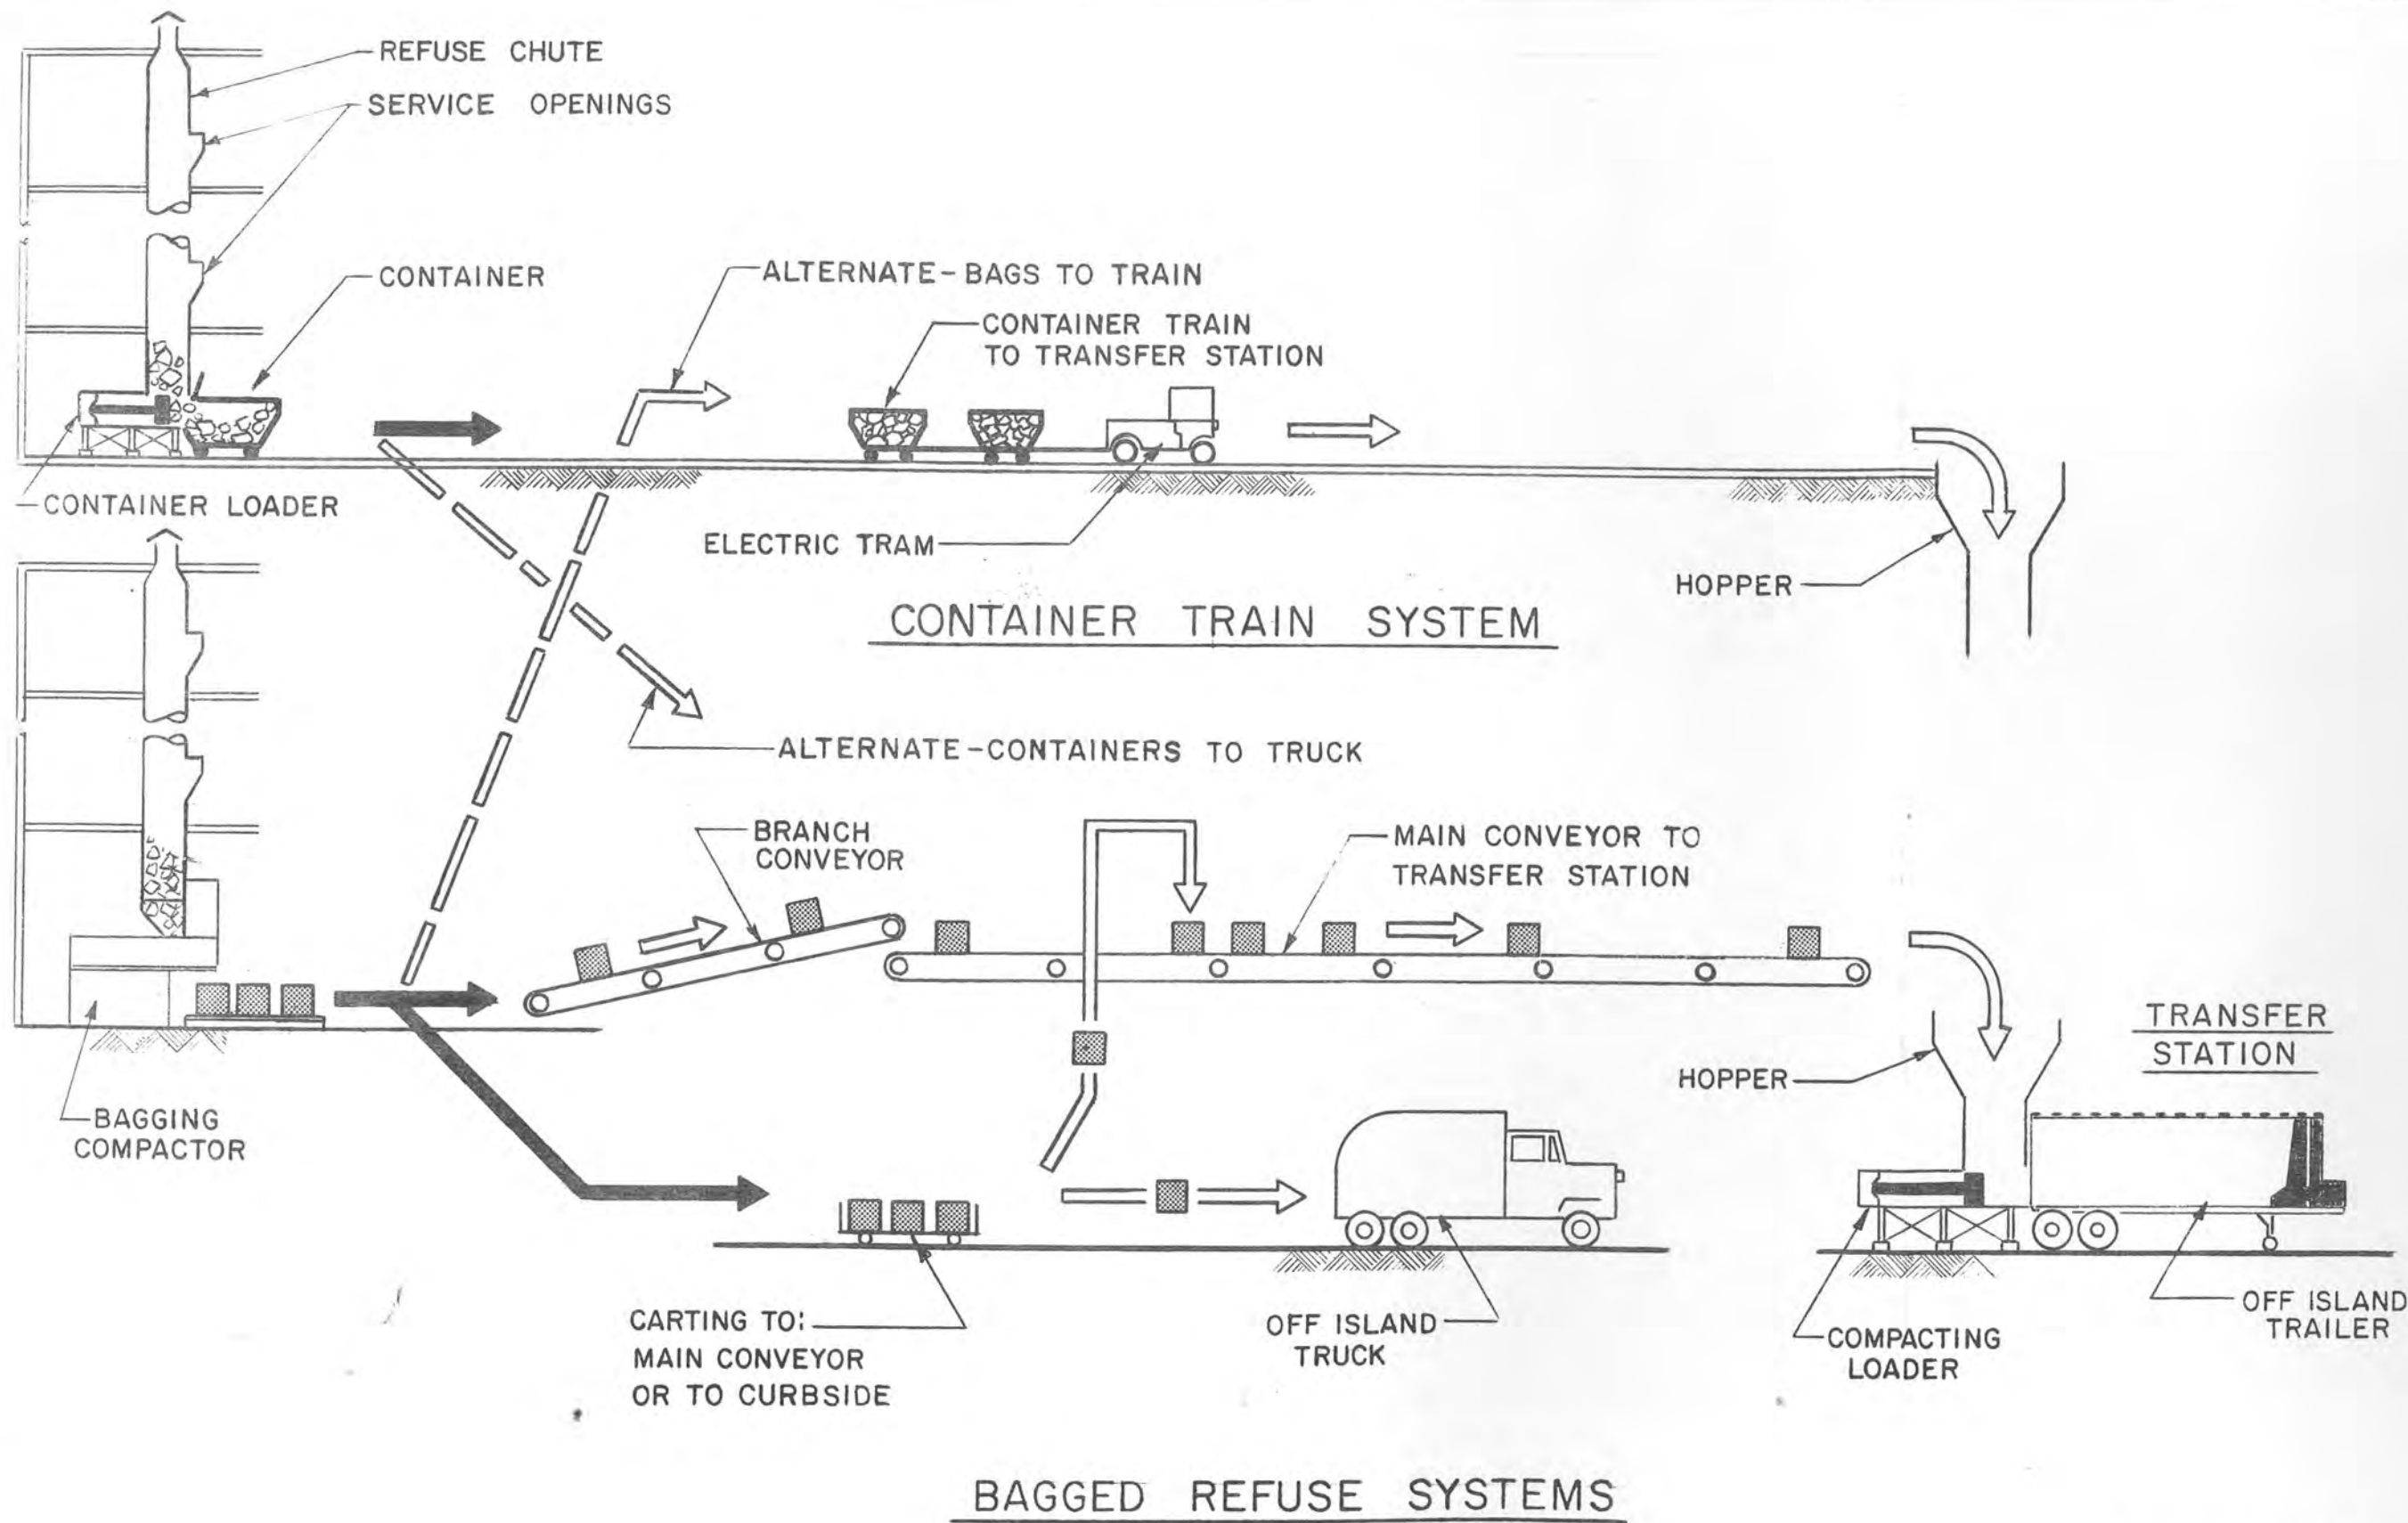 REFUSE CHUTE
SERVICE OPENINGS
CONTAINER
ALTERNATE-BAGS TO TRAIN
CONTAINER TRAIN
TO TRANSFER STATION
CONTAINER LOADER
ELECTRIC TRAM
HOPPER
CONTAINER TRAIN SYSTEM
ALTERNATE-CONTAINERS TO TRUCK
BRANCH
CONVEYOR
MAIN CONVEYOR TO
TRANSFER STATION
TRANSFER
STATION
HOPPER
BAGGING
COMPACTOR
CARTING TO:
MAIN CONVEYOR
OR TO CURBSIDE
OFF ISLAND
TRUCK
COMPACTING
LOADER
OFF ISLAND
TRAILER
BAGGED REFUSE SYSTEMS